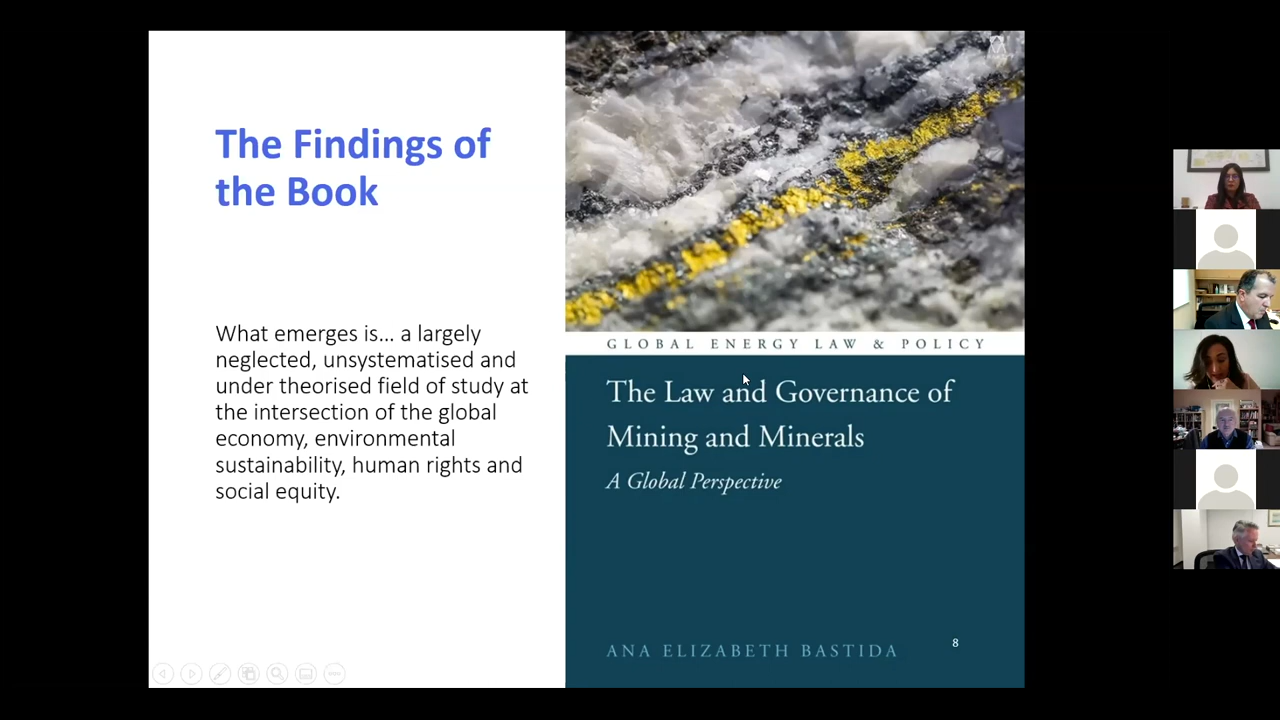 The Findings of
the Book
What emerges is... a largely
neglected, unsystematised and
under theorised field of study at
the intersection of the global
economy, environmental
sustainability, human rights and
social equity.
GLOBAL ENERGY LAW & POLICY
The Law and Governance of
Mining and Minerals
A Global Perspective
ANA ELIZABETH BASTIDA
8